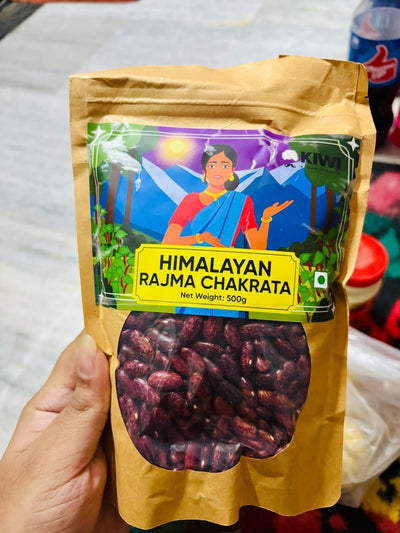 KIWI
HIMALAYAN
RAJMA CHAKRATA
Net Weight: 500g